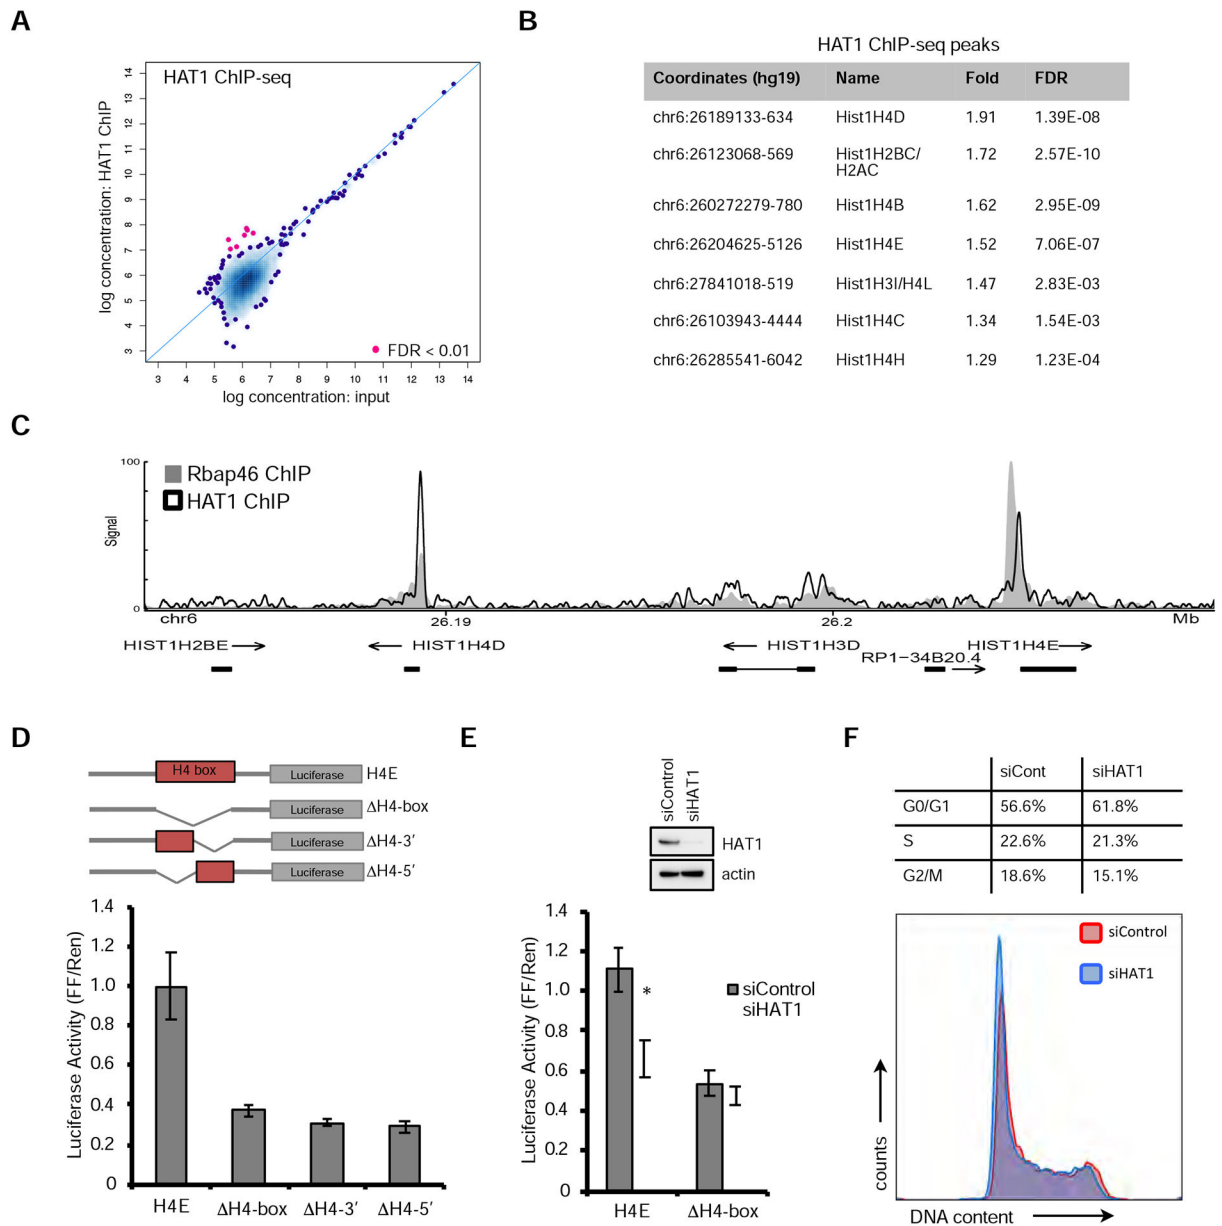 A
HAT1 ChIP-seq
log concentration: HAT1 ChIP
14
13
12
11
10
9
8
7
6
5
4
3
FDR < 0.01
3 4 5 6 7 8 9 10 11 12 13 14
log concentration: input
B
HAT1 ChIP-seq peaks
Coordinates (hg19) Name Fold FDR
chr6:26189133-634 Hist1H4D 1.91 1.39E-08
chr6:26123068-569 Hist1H2BC/ 1.72 2.57E-10
H2AC
chr6:260272279-780 Hist1H4B 1.62 2.95E-09
chr6:26204625-5126 Hist1H4E 1.52 7.06E-07
chr6:27841018-519 Hist1H3I/H4L 1.47 2.83E-03
chr6:26103943-4444 Hist1H4C 1.34 1.54E-03
chr6:26285541-6042 Hist1H4H 1.29 1.23E-04
C
100
Rbap46 ChIP
HAT1 ChIP
Signal
0
chr6 26.19 26.2 Mb
HIST1H2BE HIST1H4D HIST1H3D HIST1H4E
RP1-34B20.4
D
H4 box Luciferase H4E
Luciferase ΔH4-box
Luciferase ΔH4-3′
Luciferase ΔH4-5′
Luciferase Activity (FF/Ren)
1.4
1.2
1.0
0.8
0.6
0.4
0.2
0
H4E ΔH4-box ΔH4-3′ ΔH4-5′
E
siControl
siHAT1
HAT1
actin
Luciferase Activity (FF/Ren)
1.4
1.2
1.0
0.8
0.6
0.4
0.2
0
*
siControl
siHAT1
H4E ΔH4-box
F
siCont siHAT1
G0/G1 56.6% 61.8%
S 22.6% 21.3%
G2/M 18.6% 15.1%
siControl
siHAT1
counts
DNA content